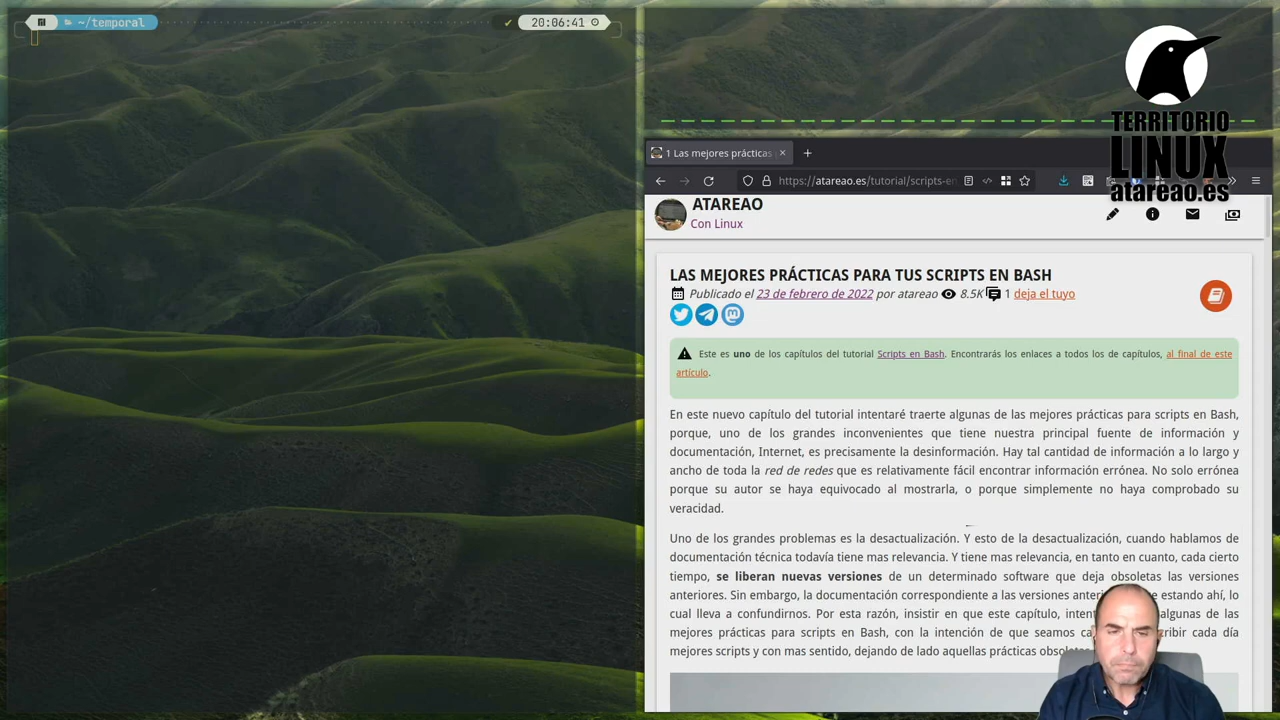 ~/temporal
20:06:41
TERRITORIO
LINUX
atareao.es
1 Las mejores prácticas
https://atareao.es/tutorial/scripts-en
ATAREAO
Con Linux
LAS MEJORES PRÁCTICAS PARA TUS SCRIPTS EN BASH
Publicado el 23 de febrero de 2022 por atareao 8.5K 1 deja el tuyo
Este es uno de los capítulos del tutorial Scripts en Bash. Encontrarás los enlaces a todos los de capítulos, al final de este
artículo.
En este nuevo capítulo del tutorial intentaré traerte algunas de las mejores prácticas para scripts en Bash,
porque, uno de los grandes inconvenientes que tiene nuestra principal fuente de información y
documentación, Internet, es precisamente la desinformación. Hay tal cantidad de información a lo largo y
ancho de toda la red de redes que es relativamente fácil encontrar información errónea. No solo errónea
porque su autor se haya equivocado al mostrarla, o porque simplemente no haya comprobado su
veracidad.
Uno de los grandes problemas es la desactualización. Y esto de la desactualización, cuando hablamos de
documentación técnica todavía tiene mas relevancia. Y tiene mas relevancia, en tanto en cuanto, cada cierto
tiempo, se liberan nuevas versiones de un determinado software que deja obsoletas las versiones
anteriores. Sin embargo, la documentación correspondiente a las versiones estando ahí, lo
cual lleva a confundirnos. Por esta razón, insistir en que este capítulo, algunas de las
mejores prácticas para scripts en Bash, con la intención de que seamos cada día
mejores scripts y con mas sentido, dejando de lado aquellas prácticas